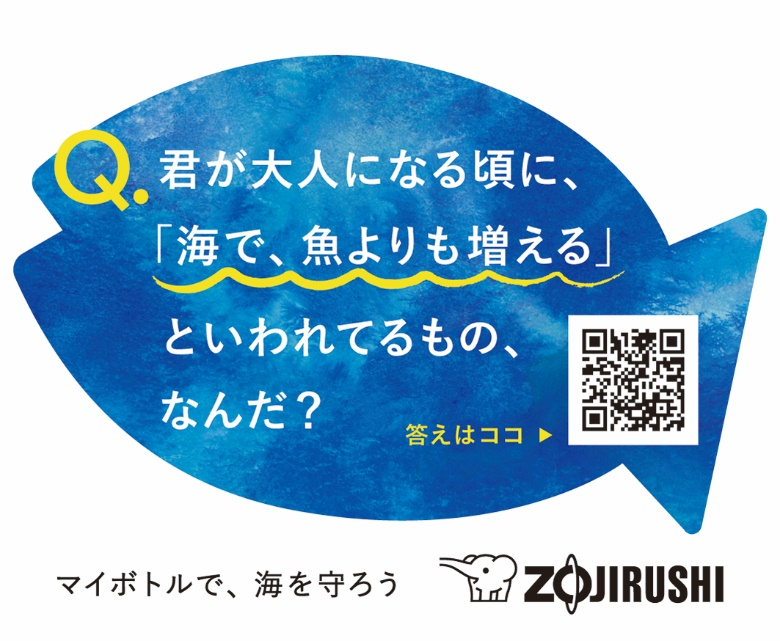 Q. 君が大人になる頃に、
「海で、魚よりも増える」
といわれてるもの、
なんだ？
答えはココ ▶
マイボトルで、海を守ろう
ZOJIRUSHI